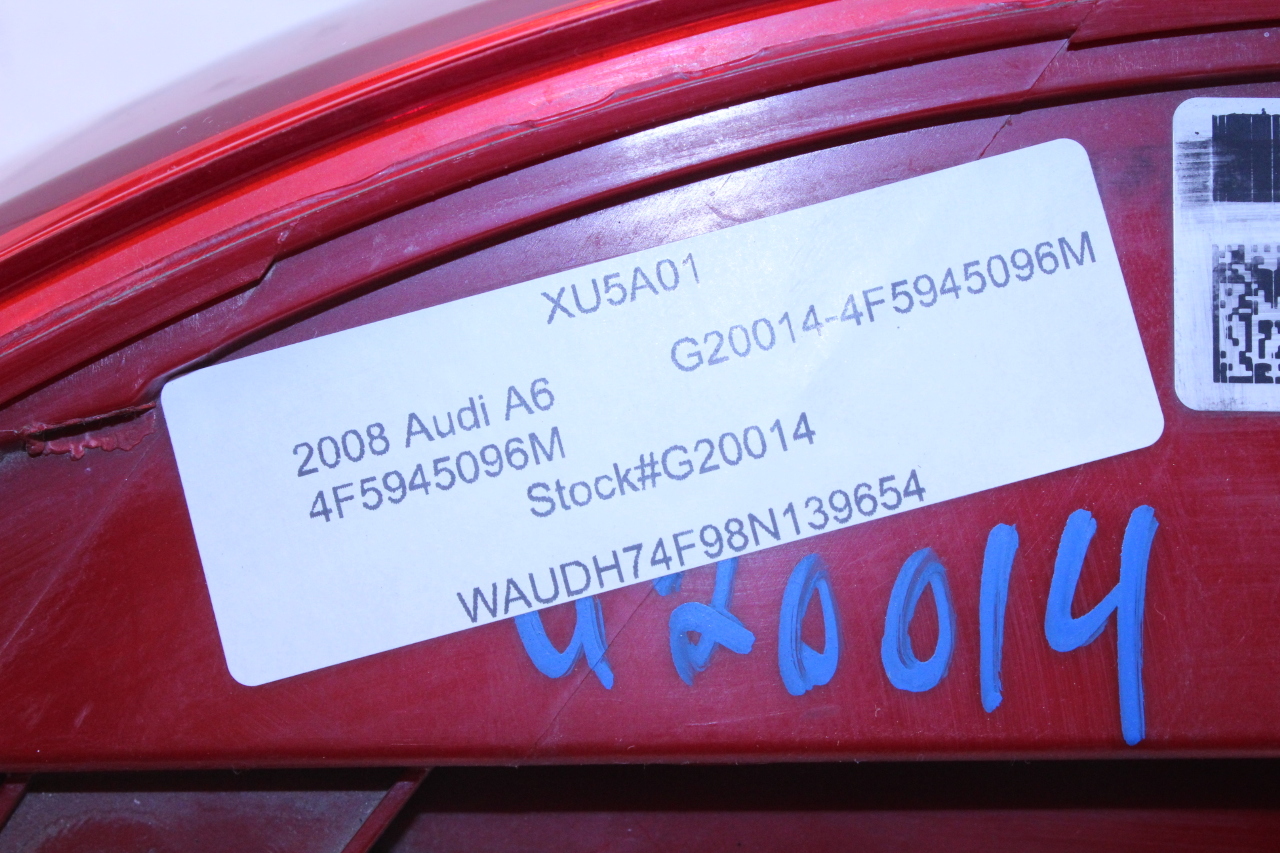 XU5A01
G20014-4F5945096M
2008 Audi A6
4F5945096M
Stock#G20014
WAUDH74F98N139654
G20014